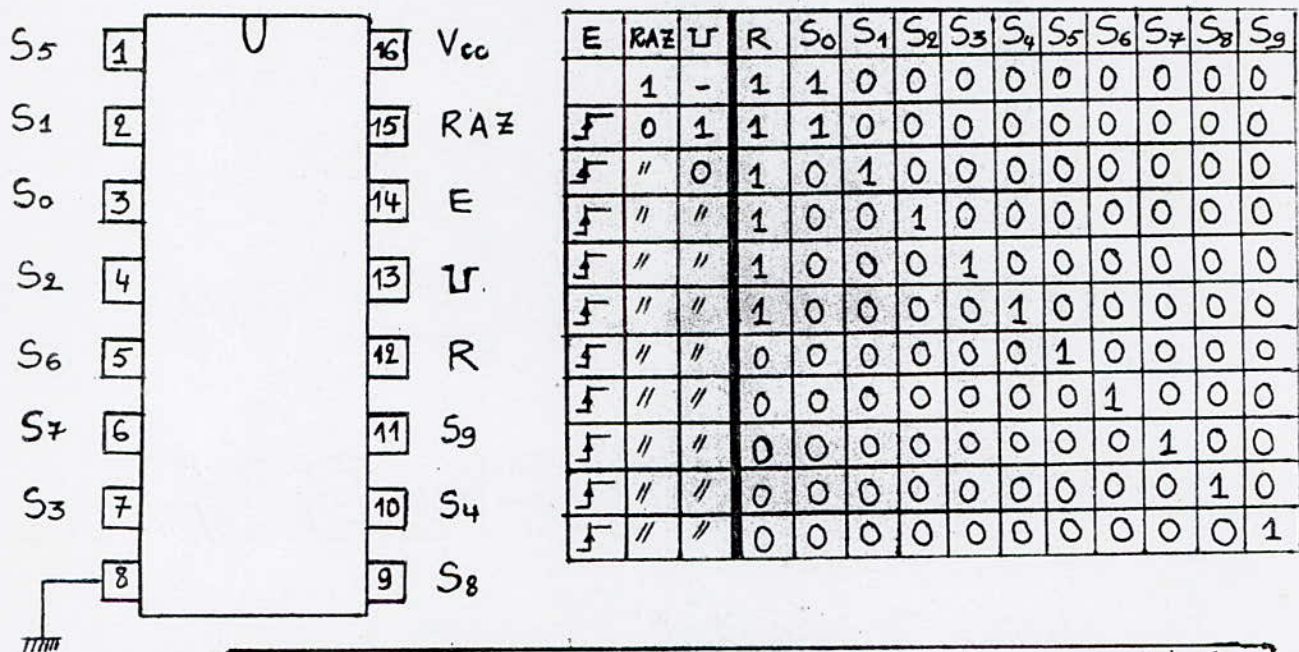 S5 1 16 Vcc
S1 2 15 RAZ
S0 3 14 E
S2 4 13
S6 5 12 R
S7 6 11 S9
S3 7 10 S4
8 9 S8
E RAZ R S0 S1 S2 S3 S4 S5 S6 S7 S8 S9
1 - 1 1 0 0 0 0 0 0 0 0 0
0 1 1 1 0 0 0 0 0 0 0 0 0
〃 0 1 0 1 0 0 0 0 0 0 0 0
〃 〃 1 0 0 1 0 0 0 0 0 0 0
〃 〃 1 0 0 0 1 0 0 0 0 0 0
〃 〃 1 0 0 0 0 1 0 0 0 0 0
〃 〃 0 0 0 0 0 0 1 0 0 0 0
〃 〃 0 0 0 0 0 0 0 1 0 0 0
〃 〃 0 0 0 0 0 0 0 0 1 0 0
〃 〃 0 0 0 0 0 0 0 0 0 1 0
〃 〃 0 0 0 0 0 0 0 0 0 0 1